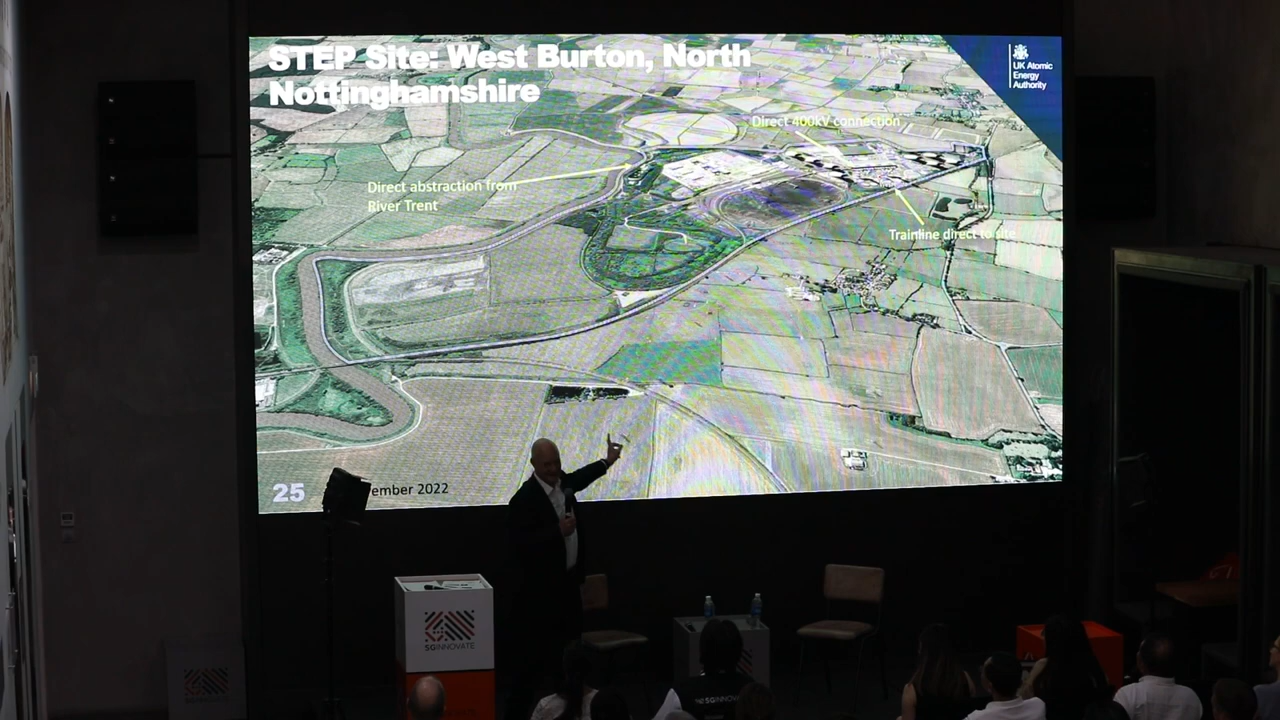 STEP Site: West Burton, North
Nottinghamshire
UK Atomic
Energy
Authority
Direct 400kV connection
Direct abstraction from
River Trent
Trainline direct to site
25
ember 2022
SGINNOVATE
SGINNOVATE